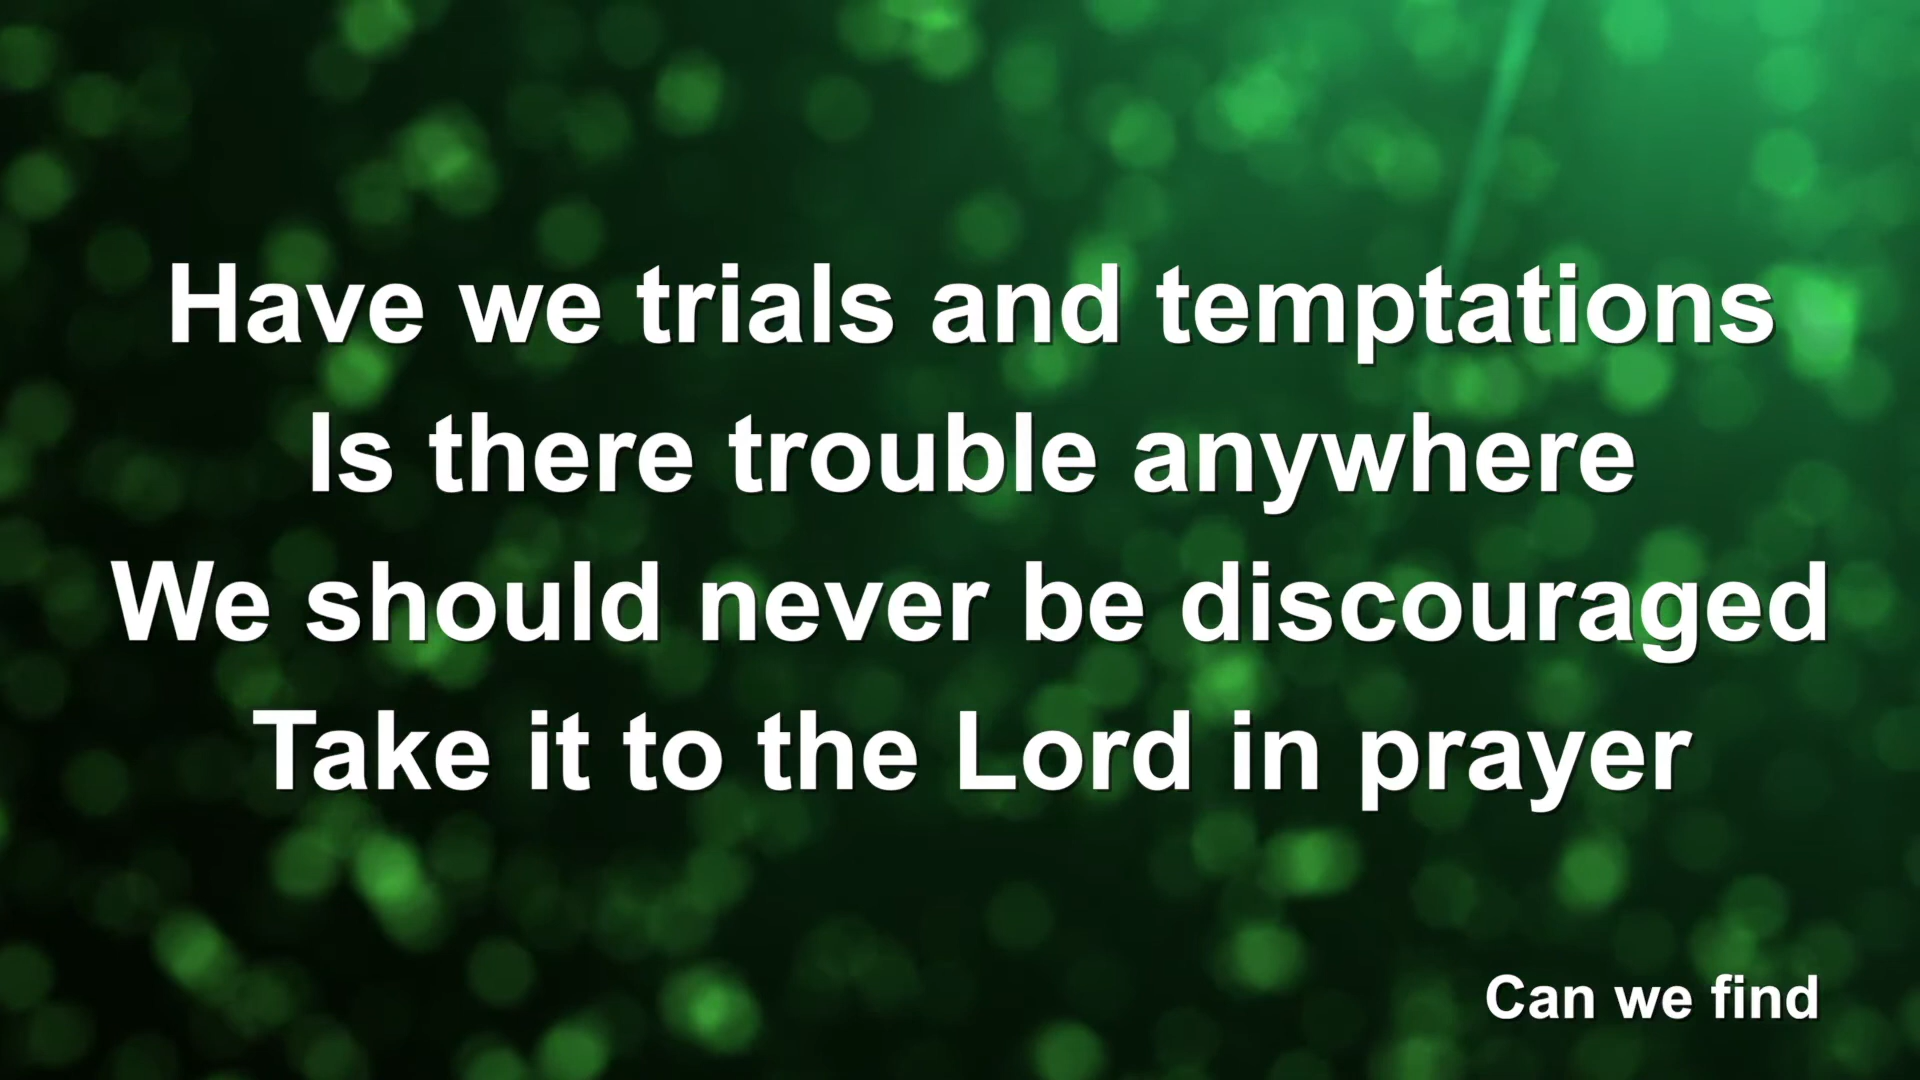 Have we trials and temptations
Is there trouble anywhere
We should never be discouraged
Take it to the Lord in prayer
Can we find